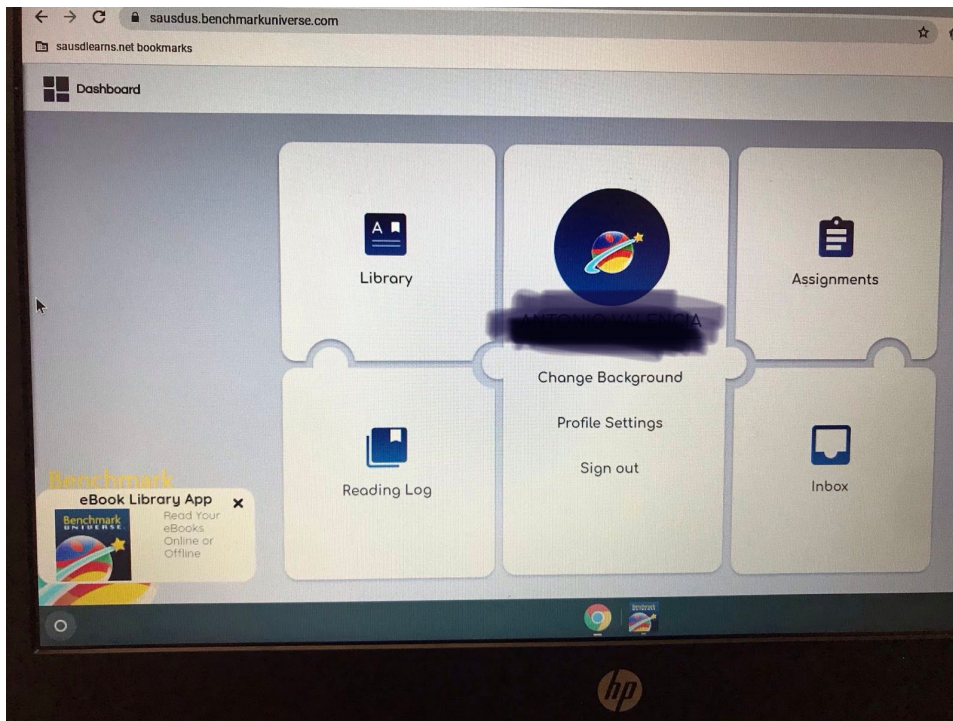 sausdus.benchmarkuniverse.com
sausdlearns.net bookmarks
Dashboard
Library
Assignments
Change Background
Profile Settings
Sign out
Reading Log
Inbox
Benchmark
eBook Library App
Benchmark
UNIVERSE
Read Your
eBooks
Online or
Offline
hp